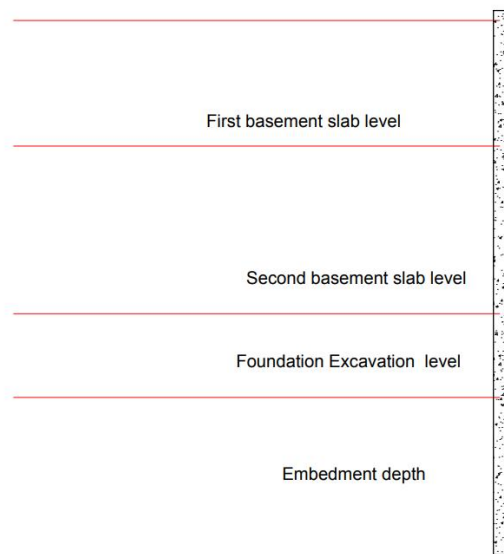 First basement slab level
Second basement slab level
Foundation Excavation level
Embedment depth